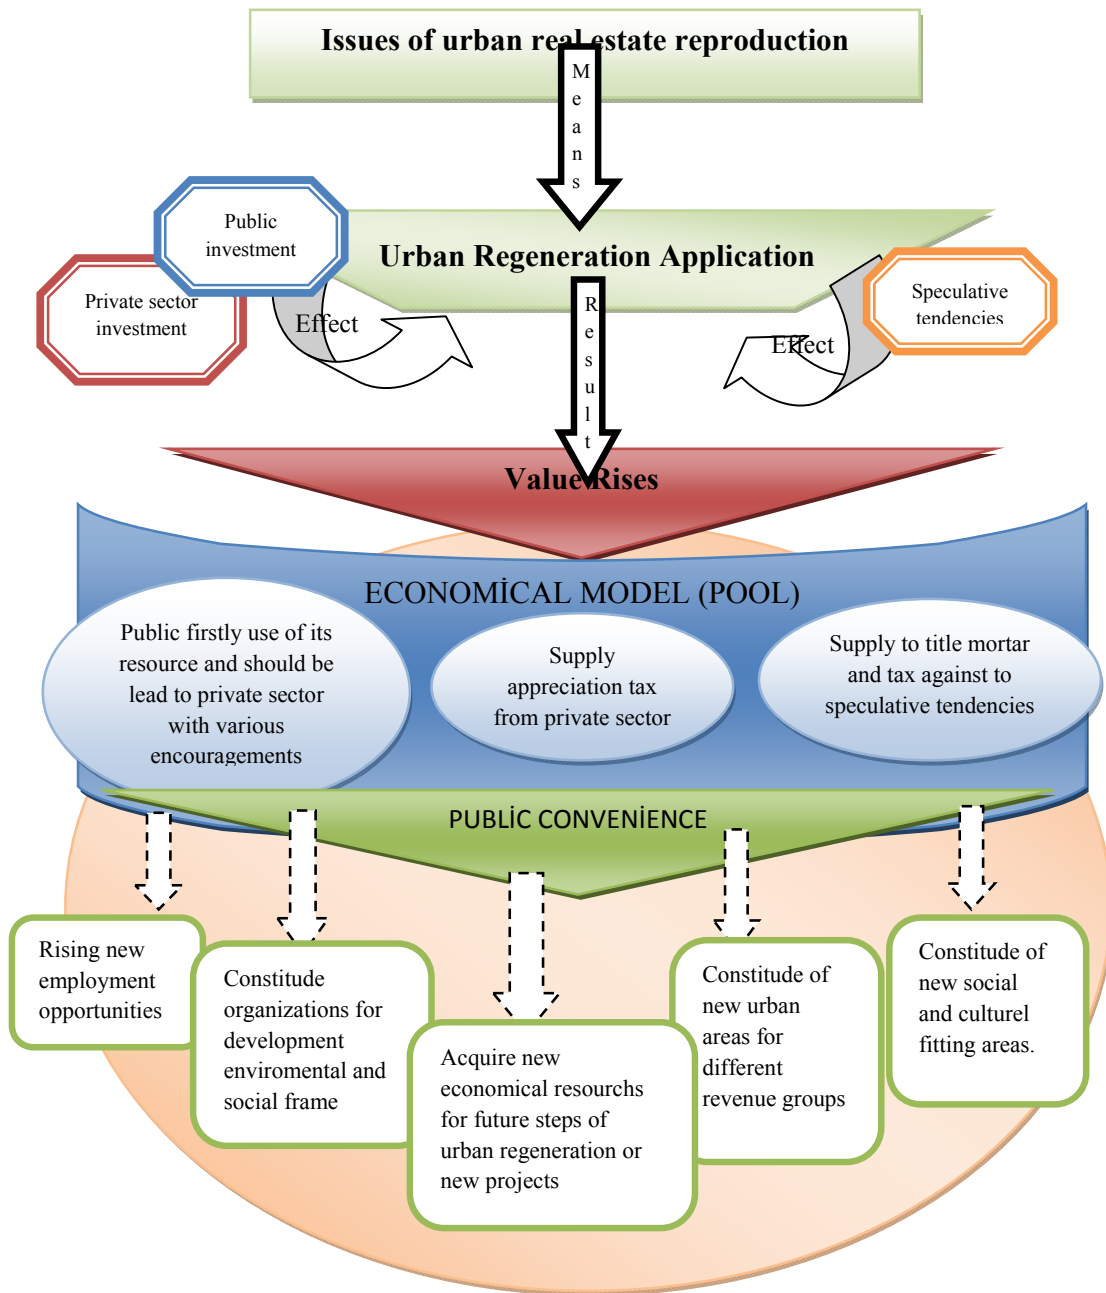 Issues of urban real estate reproduction
Means
Public
investment
Urban Regeneration Application
Private sector
investment
Speculative
tendencies
Effect
Result
Effect
Value Rises
ECONOMİCAL MODEL (POOL)
Public firstly use of its
resource and should be
lead to private sector
with various
encouragements
Supply
appreciation tax
from private sector
Supply to title mortar
and tax against to
speculative tendencies
PUBLİC CONVENİENCE
Rising new
employment
opportunities
Constitude
organizations for
development
enviromental and
social frame
Acquire new
economical resourchs
for future steps of
urban regeneration or
new projects
Constitude of
new urban
areas for
different
revenue groups
Constitude of
new social
and culturel
fitting areas.